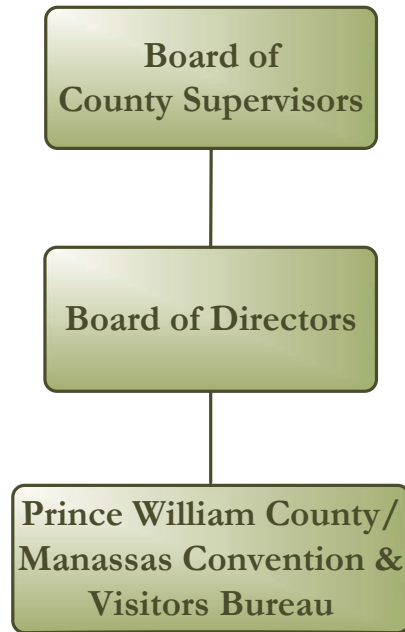 Board of
County Supervisors
Board of Directors
Prince William County/
Manassas Convention &
Visitors Bureau